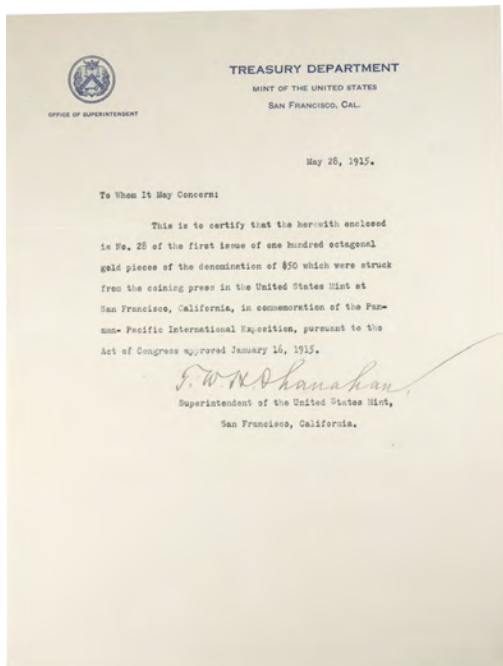 TREASURY DEPARTMENT
MINT OF THE UNITED STATES
SAN FRANCISCO, CAL.
OFFICE OF SUPERINTENDENT
May 28, 1915.
To Whom It May Concern:
This is to certify that the herewith enclosed
is No. 28 of the first issue of one hundred octagonal
gold pieces of the denomination of $50 which were struck
from the coining press in the United States Mint at
San Francisco, California, in commemoration of the Pan-
man- Pacific International Exposition, pursuant to the
Act of Congress approved January 16, 1915.
T. W. H. Shanahan
Superintendent of the United States Mint,
San Francisco, California.